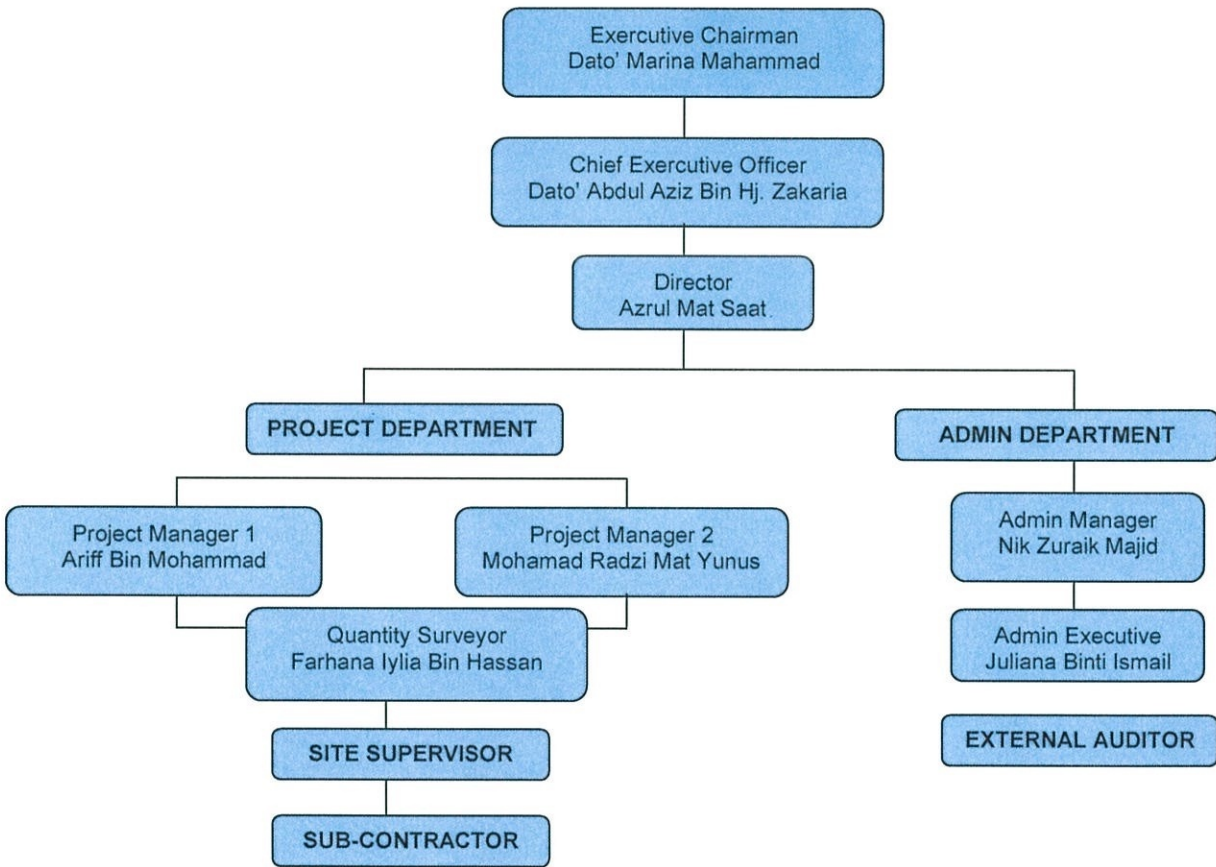 Exercutive Chairman
Dato' Marina Mahammad
Chief Exercutive Officer
Dato' Abdul Aziz Bin Hj. Zakaria
Director
Azrul Mat Saat
PROJECT DEPARTMENT
ADMIN DEPARTMENT
Project Manager 1
Ariff Bin Mohammad
Project Manager 2
Mohamad Radzi Mat Yunus
Admin Manager
Nik Zuraik Majid
Quantity Surveyor
Farhana Iylia Bin Hassan
Admin Executive
Juliana Binti Ismail
SITE SUPERVISOR
EXTERNAL AUDITOR
SUB-CONTRACTOR